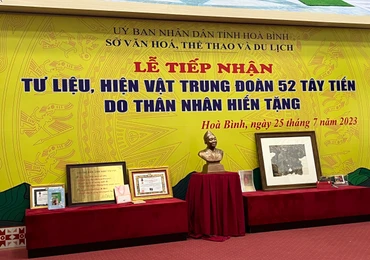 ỦY BAN NHÂN DÂN TỈNH HOÀ BÌNH
SỞ VĂN HOÁ, THỂ THAO VÀ DU LỊCH
LỄ TIẾP NHẬN
TƯ LIỆU, HIỆN VẬT TRUNG ĐOÀN 52 TÂY TIẾN
DO THÂN NHÂN HIẾN TẶNG
Hoà Bình, ngày 25 tháng 7 năm 2023